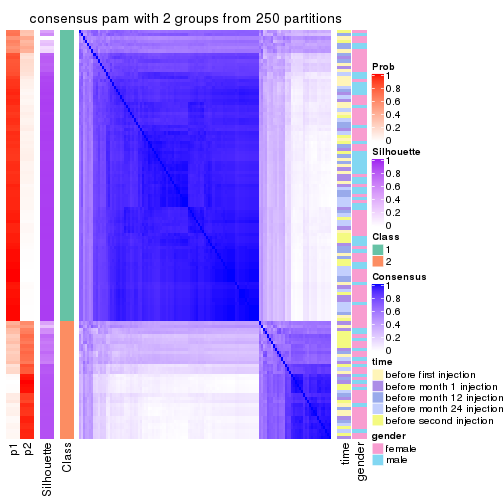 consensus pam with 2 groups from 250 partitions
Prob
1
0.8
0.6
0.4
0.2
0
Silhouette
1
0.8
0.6
0.4
0.2
0
Class
1
2
Consensus
1
0.8
0.6
0.4
0.2
0
time
before first injection
before month 1 injection
before month 12 injection
before month 24 injection
before second injection
gender
female
male
p1
p2
Silhouette
Class
time
gender